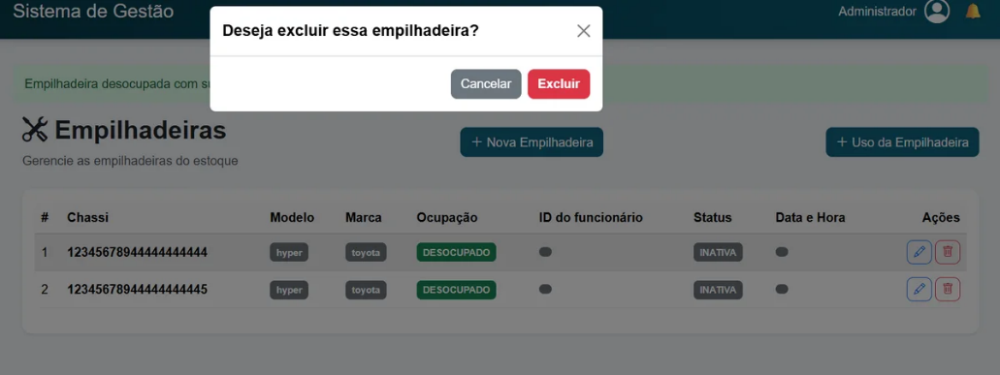 Sistema de Gestão
Administrador
Deseja excluir essa empilhadeira?
Cancelar Excluir
Empilhadeira desocupada com
Empilhadeiras
Gerencie as empilhadeiras do estoque
+ Nova Empilhadeira
+ Uso da Empilhadeira
# Chassi Modelo Marca Ocupação ID do funcionário Status Data e Hora Ações
1 12345678944444444444 hyper toyota DESOCUPADO INATIVA
2 12345678944444444445 hyper toyota DESOCUPADO INATIVA